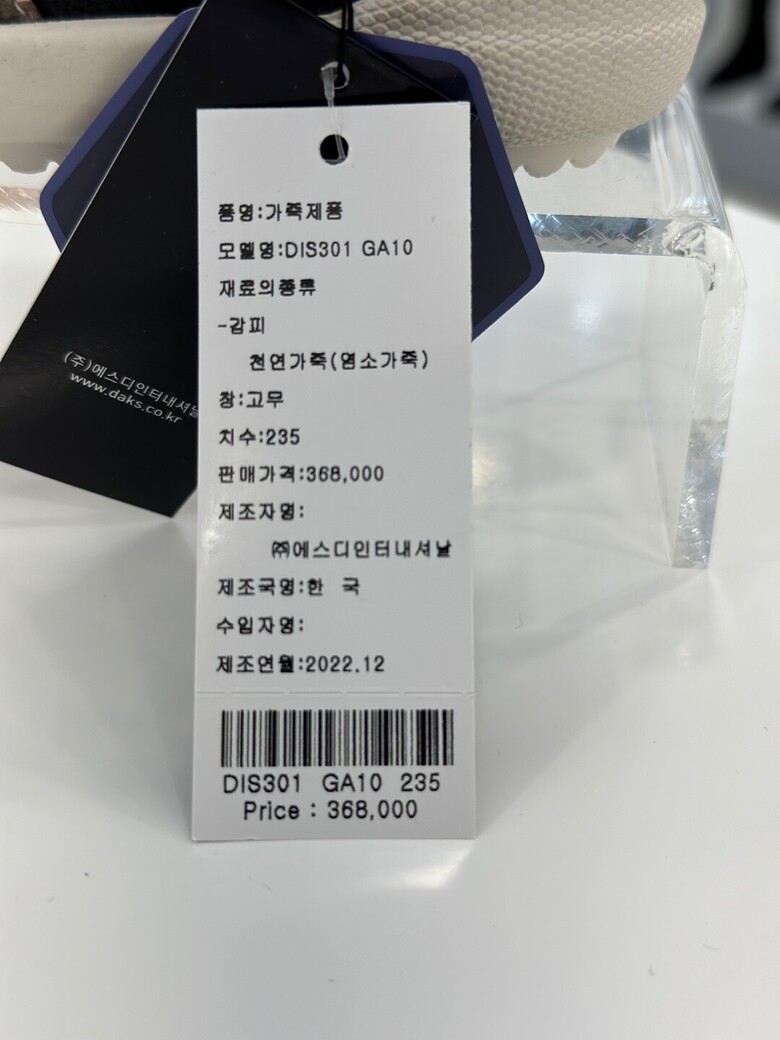 품명:가죽제품
모델명:DIS301 GA10
재료의종류
-갑피
천연가죽(염소가죽)
창:고무
치수:235
판매가격:368,000
제조자명:
㈜에스디인터내셔날
제조국명:한 국
수입자명:
제조연월:2022.12
DIS301 GA10 235
Price : 368,000
(주)에스디인터내셔날
www.daks.co.kr